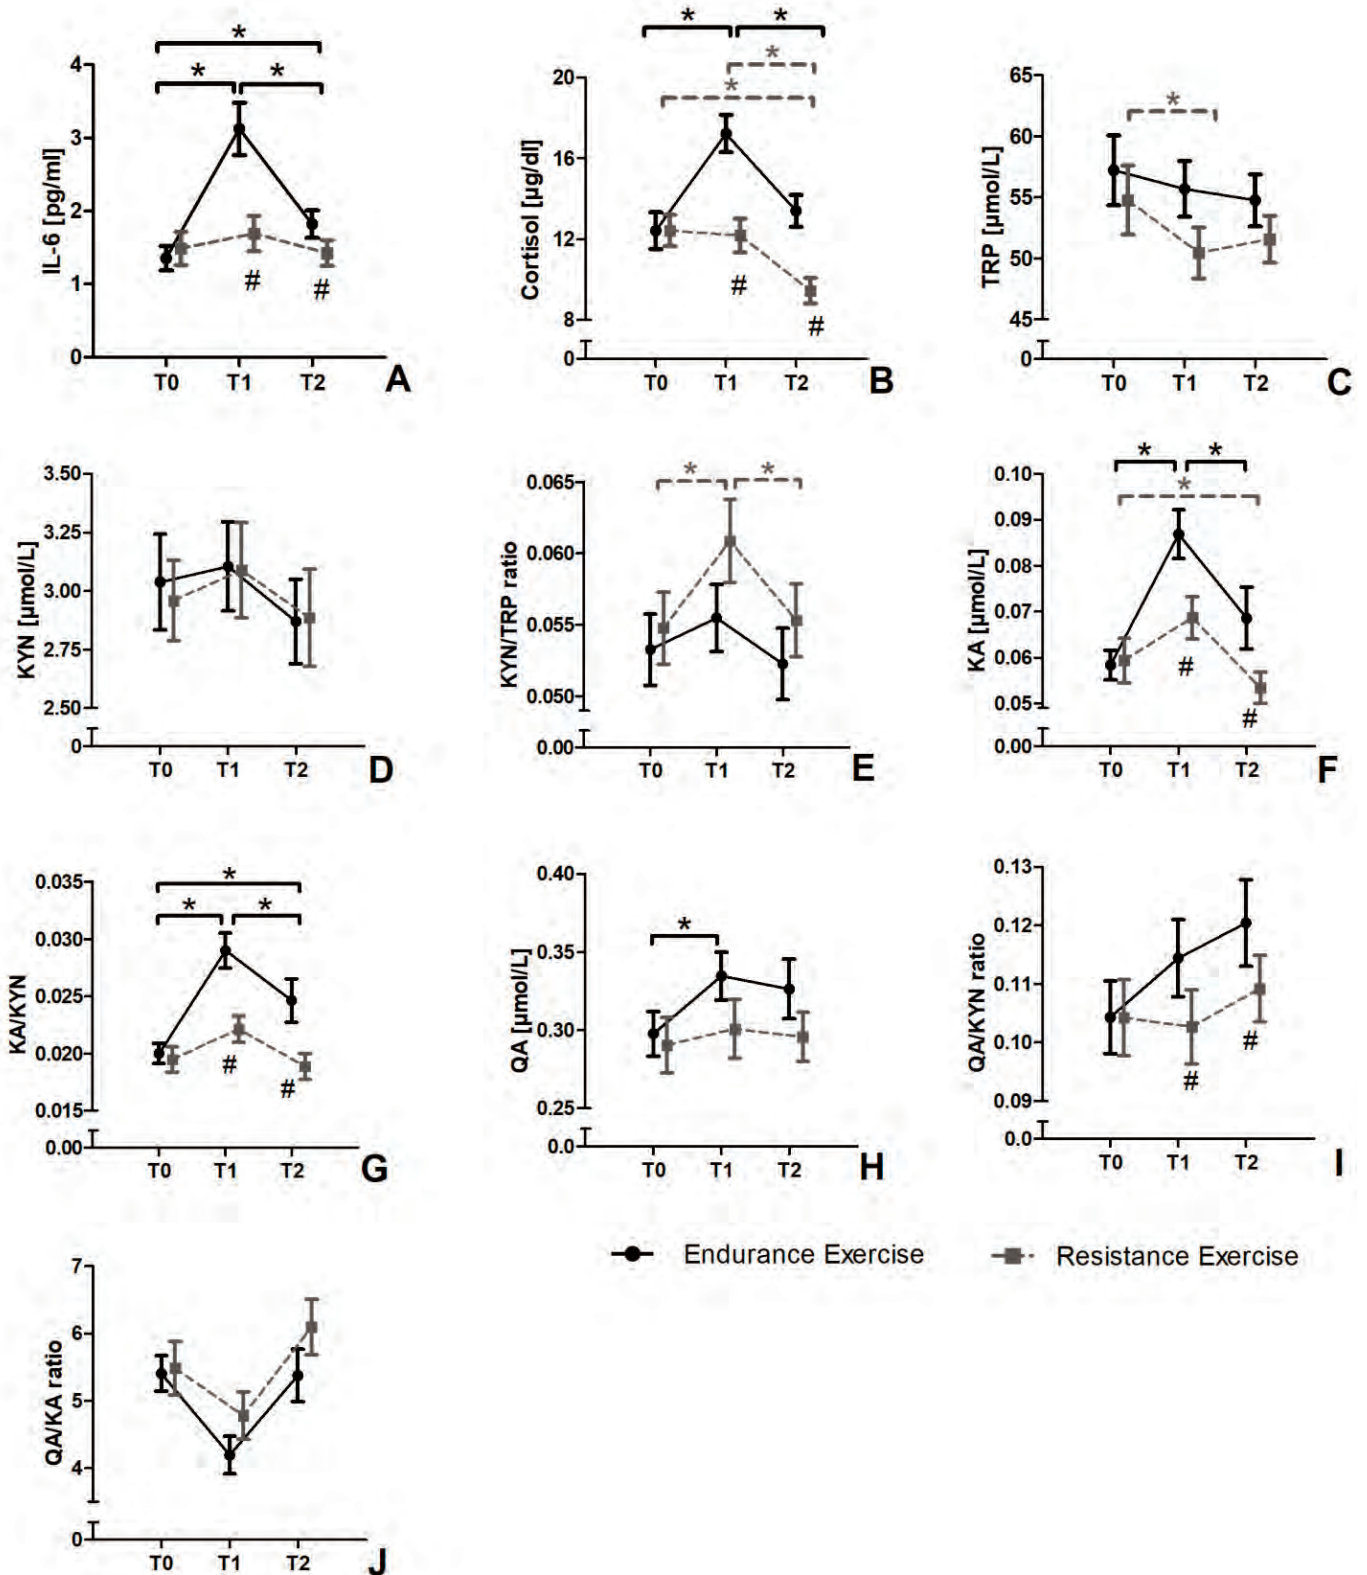 * * *
* * * *
4 20 65
IL-6 [pg/ml] 3 2 1 0
* * # #
T0 T1 T2 A
Cortisol [µg/dl] 16 12 8 0
# #
T0 T1 T2 B
TRP [µmol/L] 60 55 50 45 0
*
T0 T1 T2 C
KYN [µmol/L] 3.50 3.25 3.00 2.75 2.50 0
T0 T1 T2 D
KYN/TRP ratio 0.065 0.060 0.055 0.050 0.00
* *
T0 T1 T2 E
KA [µmol/L] 0.10 0.09 0.08 0.07 0.06 0.05 0.00
* * *
# #
T0 T1 T2 F
KA/KYN 0.035 0.030 0.025 0.020 0.015 0.00
* * *
# #
T0 T1 T2 G
QA [µmol/L] 0.40 0.35 0.30 0.25 0.0
*
T0 T1 T2 H
QA/KYN ratio 0.13 0.12 0.11 0.10 0.09 0.0
# #
T0 T1 T2 I
Endurance Exercise Resistance Exercise
QA/KA ratio 7 6 5 4 0
T0 T1 T2 J